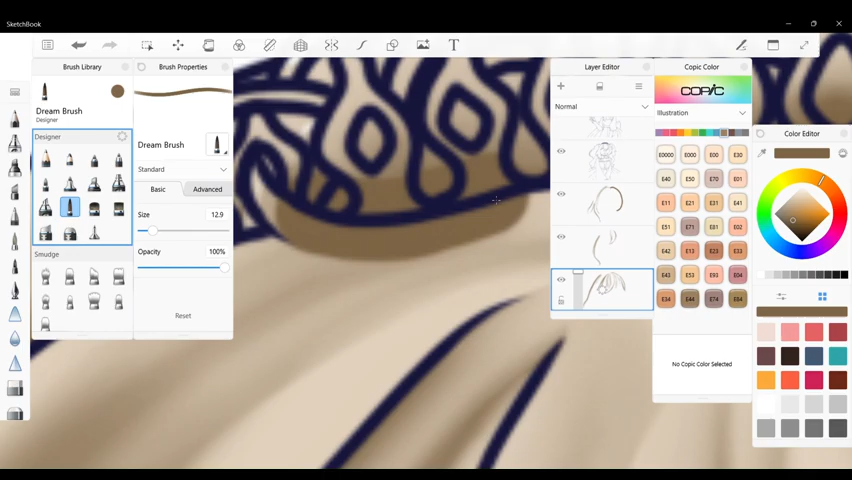 SketchBook
T
Brush Library
Brush Properties
Layer Editor
Copic Color
Dream Brush
Designer
COPIC
Normal
Illustration
Color Editor
Designer
Dream Brush
Standard
Basic
Advanced
Size
12.9
Opacity
100%
Reset
Smudge
E0000 E000 E00 E30
E40 E50 E70 E01
E11 E21 E31 E41
E51 E71 E81 E02
E42 E13 E23 E33
E43 E53 E93 E04
E34 E44 E74 E84
No Copic Color Selected